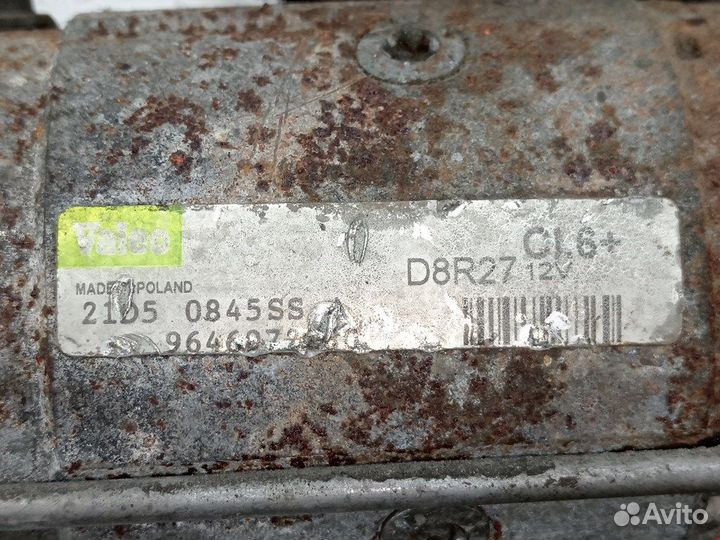 Valeo
CL6+
MADE IN POLAND
D8R27 12V
21D5 0845SS
Avito